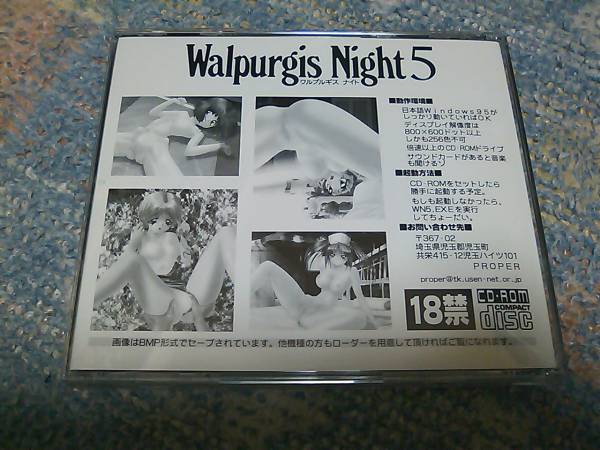 Walpurgis Night 5
ワルプルギス ナイト
■動作環境■
日本語Windows95が
しっかり動いていればOK
ディスプレイ解像度は
800×600ドット以上
しかも256色不可
倍速以上のCD-ROMドライブ
サウンドカードがあると音楽
も聞けるゾ
■起動方法■
CD-ROMをセットしたら
勝手に起動する予定。
もしも起動しなかったら、
WN5.EXEを実行
してちょーだい。
■お問い合わせ先■
〒367-02
埼玉県児玉郡児玉町
共栄415-12児玉ハイツ101
PROPER
proper@tk.usen-net.or.jp
18禁
CD-ROM
COMPACT
disc
画像はBMP形式でセーブされています。他機種の方もローダーを用意して頂ければご覧になれます。